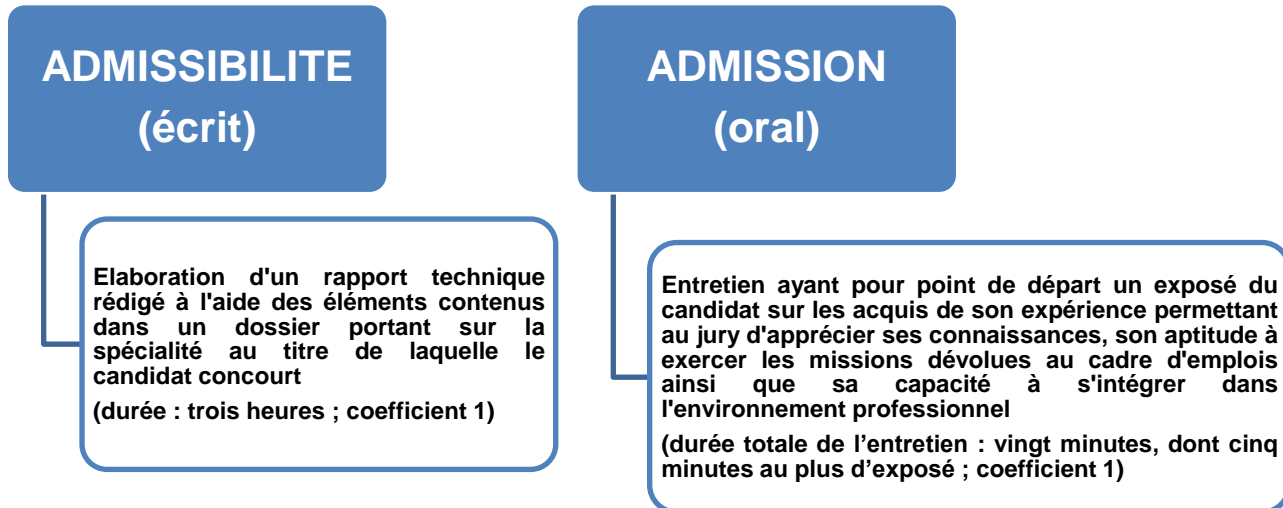 ADMISSIBILITE
(écrit)
Elaboration d'un rapport technique
rédigé à l'aide des éléments contenus
dans un dossier portant sur la
spécialité au titre de laquelle le
candidat concourt
(durée : trois heures ; coefficient 1)
ADMISSION
(oral)
Entretien ayant pour point de départ un exposé du
candidat sur les acquis de son expérience permettant
au jury d'apprécier ses connaissances, son aptitude à
exercer les missions dévolues au cadre d'emplois
ainsi que sa capacité à s'intégrer dans
l'environnement professionnel
(durée totale de l’entretien : vingt minutes, dont cinq
minutes au plus d’exposé ; coefficient 1)